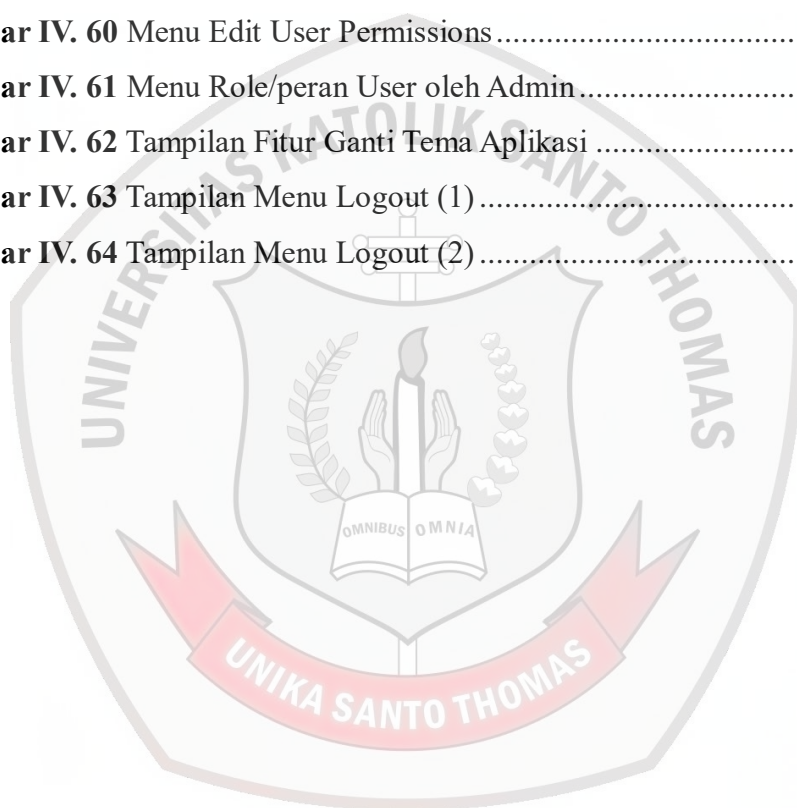 ar IV. 60 Menu Edit User Permissions........................................
ar IV. 61 Menu Role/peran User oleh Admin.............................
ar IV. 62 Tampilan Fitur Ganti Tema Aplikasi ...........................
ar IV. 63 Tampilan Menu Logout (1)..........................................
ar IV. 64 Tampilan Menu Logout (2)..........................................
UNIVERSITAS KATOLIK SANTO THOMAS
OMNIBUS OMNIA
UNIKA SANTO THOMAS